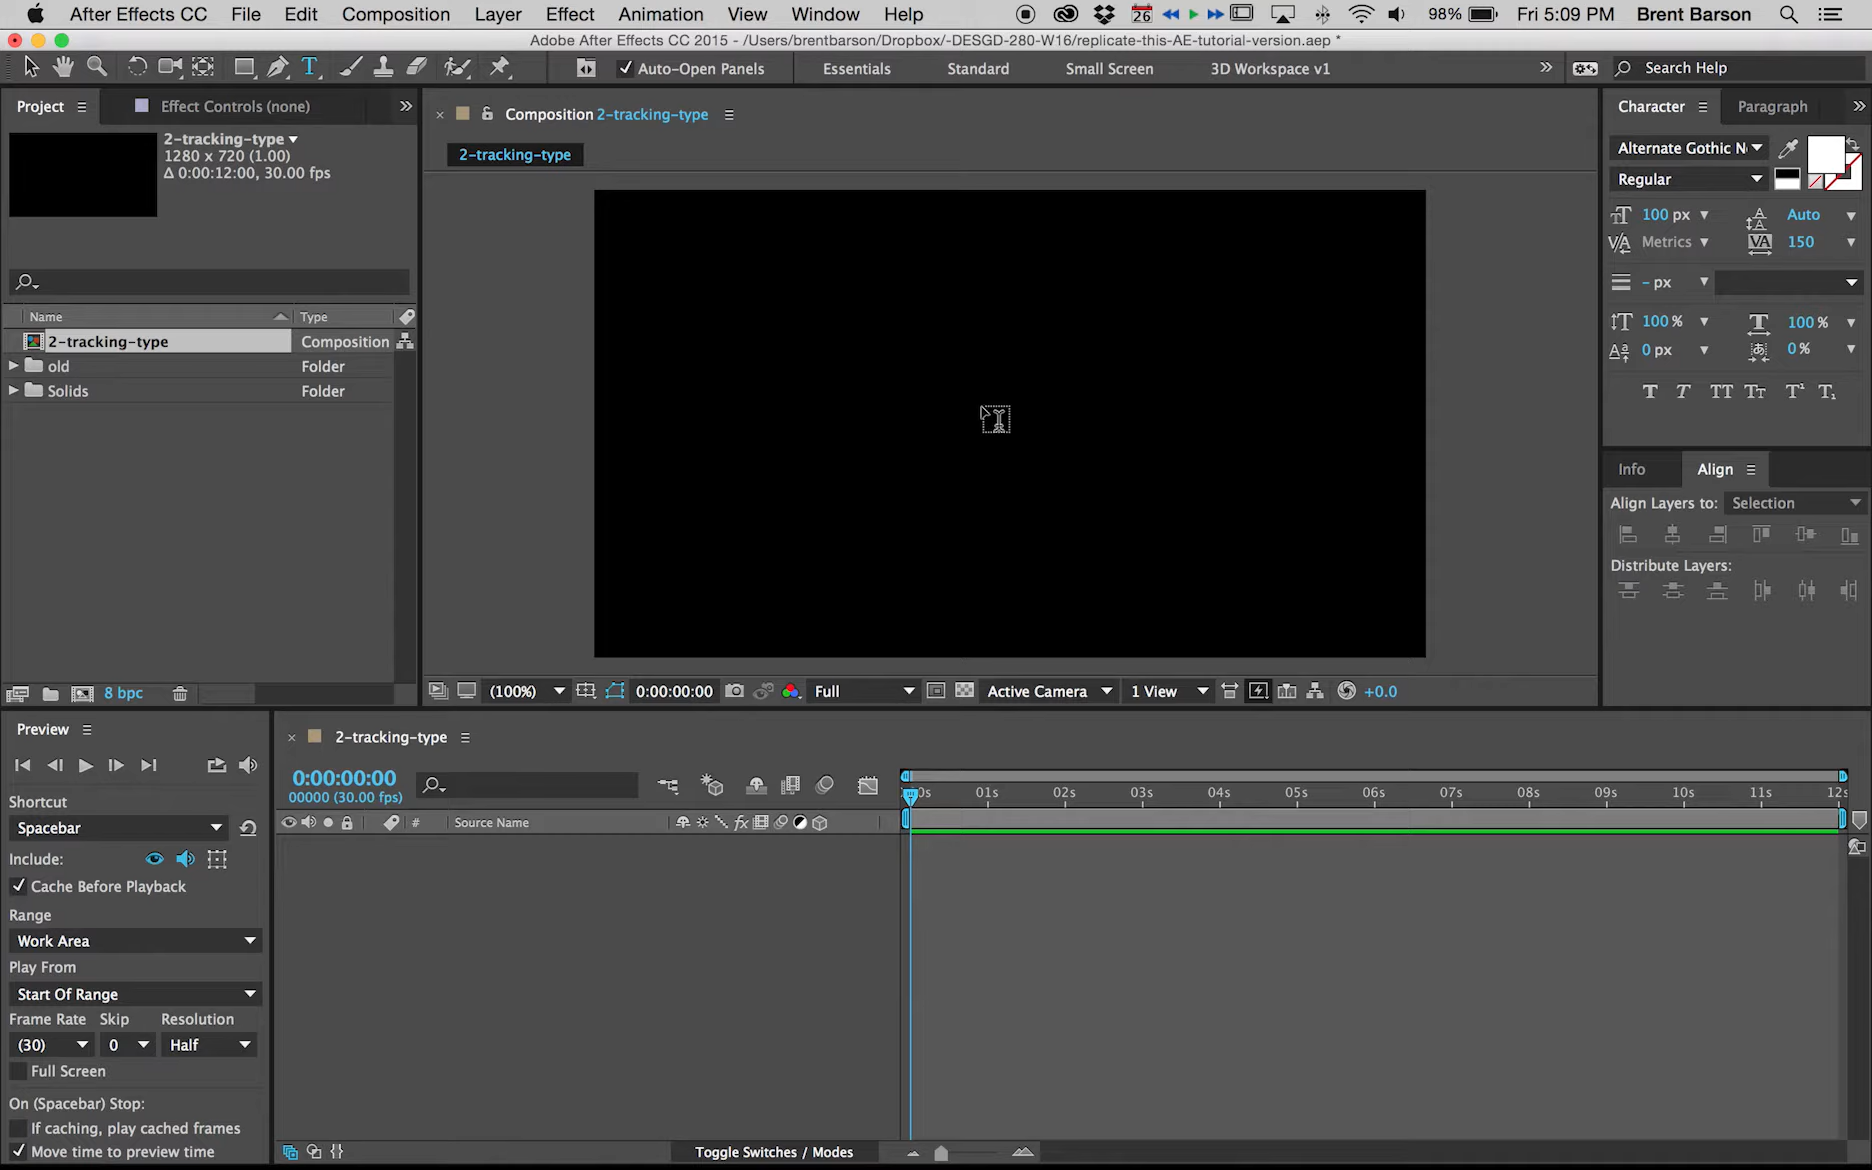 After Effects CC File Edit Composition Layer Effect Animation View Window Help 26 98% Fri 5:09 PM Brent Barson
Adobe After Effects CC 2015 - /Users/brentbarson/Dropbox/-DESGD-280-W16/replicate-this-AE-tutorial-version.aep *
T Auto-Open Panels Essentials Standard Small Screen 3D Workspace v1 Search Help
Project Effect Controls (none)
2-tracking-type
1280 x 720 (1.00)
Δ 0:00:12:00, 30.00 fps
Name Type
2-tracking-type Composition
old Folder
Solids Folder
8 bpc
Composition 2-tracking-type
2-tracking-type
(100%) 0:00:00:00 Full Active Camera 1 View +0.0
Character Paragraph
Alternate Gothic N
Regular
100 px Auto
Metrics 150
- px
100 % 100 %
0 px 0 %
T T TT Tt T¹ T₁
Info Align
Align Layers to: Selection
Distribute Layers:
Preview
Shortcut
Spacebar
Include:
Cache Before Playback
Range
Work Area
Play From
Start Of Range
Frame Rate Skip Resolution
(30) 0 Half
Full Screen
On (Spacebar) Stop:
If caching, play cached frames
Move time to preview time
2-tracking-type
0:00:00:00
00000 (30.00 fps)
# Source Name fx
0s 01s 02s 03s 04s 05s 06s 07s 08s 09s 10s 11s 12s
Toggle Switches / Modes